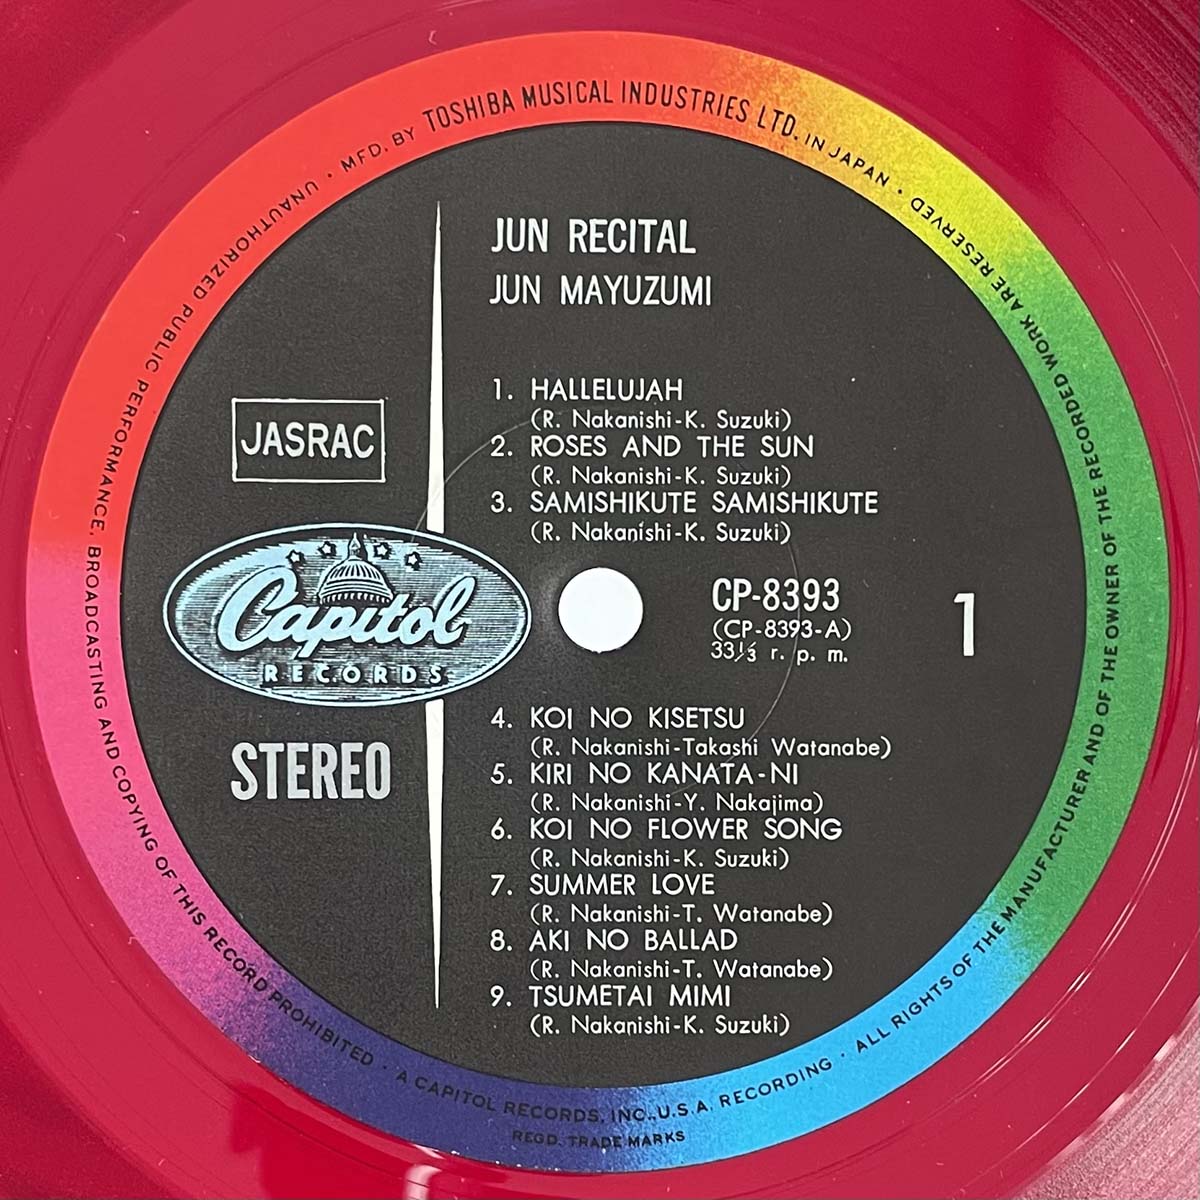 MFD. BY TOSHIBA MUSICAL INDUSTRIES LTD. IN JAPAN · ALL RIGHTS OF THE MANUFACTURER AND OF THE OWNER OF THE RECORDED WORK ARE RESERVED ·
UNAUTHORIZED PUBLIC PERFORMANCE, BROADCASTING AND COPYING OF THIS RECORD PROHIBITED · A CAPITOL RECORDS, INC., U.S.A. RECORDING ·
REGD. TRADE MARKS
JUN RECITAL
JUN MAYUZUMI
1. HALLELUJAH
(R. Nakanishi-K. Suzuki)
2. ROSES AND THE SUN
(R. Nakanishi-K. Suzuki)
3. SAMISHIKUTE SAMISHIKUTE
(R. Nakanishi-K. Suzuki)
JASRAC
Capitol
RECORDS
STEREO
CP-8393
(CP-8393-A)
33⅓ r. p. m.
1
4. KOI NO KISETSU
(R. Nakanishi-Takashi Watanabe)
5. KIRI NO KANATA-NI
(R. Nakanishi-Y. Nakajima)
6. KOI NO FLOWER SONG
(R. Nakanishi-K. Suzuki)
7. SUMMER LOVE
(R. Nakanishi-T. Watanabe)
8. AKI NO BALLAD
(R. Nakanishi-T. Watanabe)
9. TSUMETAI MIMI
(R. Nakanishi-K. Suzuki)